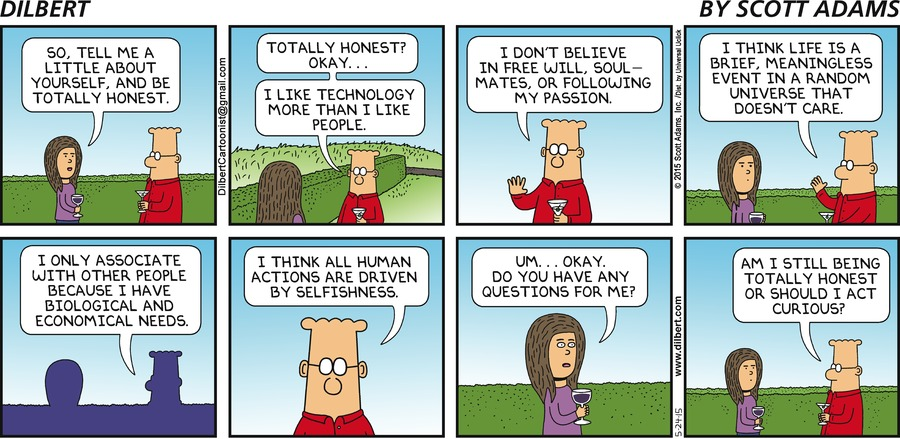 DILBERT
BY SCOTT ADAMS
SO, TELL ME A
LITTLE ABOUT
YOURSELF, AND BE
TOTALLY HONEST.
DilbertCartoonist@gmail.com
TOTALLY HONEST?
OKAY...
I LIKE TECHNOLOGY
MORE THAN I LIKE
PEOPLE.
I DON'T BELIEVE
IN FREE WILL, SOUL—
MATES, OR FOLLOWING
MY PASSION.
© 2015 Scott Adams, Inc. /Dist. by Universal Uclick
I THINK LIFE IS A
BRIEF, MEANINGLESS
EVENT IN A RANDOM
UNIVERSE THAT
DOESN'T CARE.
I ONLY ASSOCIATE
WITH OTHER PEOPLE
BECAUSE I HAVE
BIOLOGICAL AND
ECONOMICAL NEEDS.
I THINK ALL HUMAN
ACTIONS ARE DRIVEN
BY SELFISHNESS.
UM... OKAY.
DO YOU HAVE ANY
QUESTIONS FOR ME?
5-24-15
www.dilbert.com
AM I STILL BEING
TOTALLY HONEST
OR SHOULD I ACT
CURIOUS?